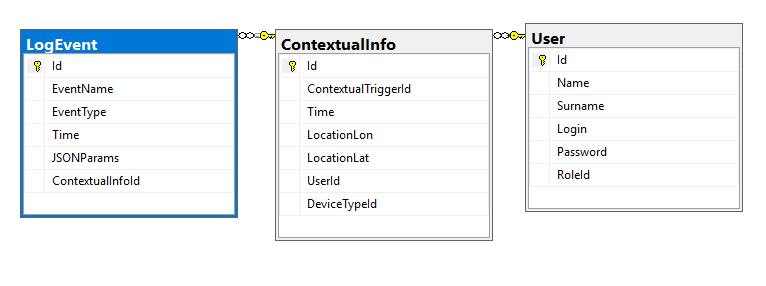 LogEvent
Id
EventName
EventType
Time
JSONParams
ContextualInfoId
ContextualInfo
Id
ContextualTriggerId
Time
LocationLon
LocationLat
UserId
DeviceTypeId
User
Id
Name
Surname
Login
Password
RoleId